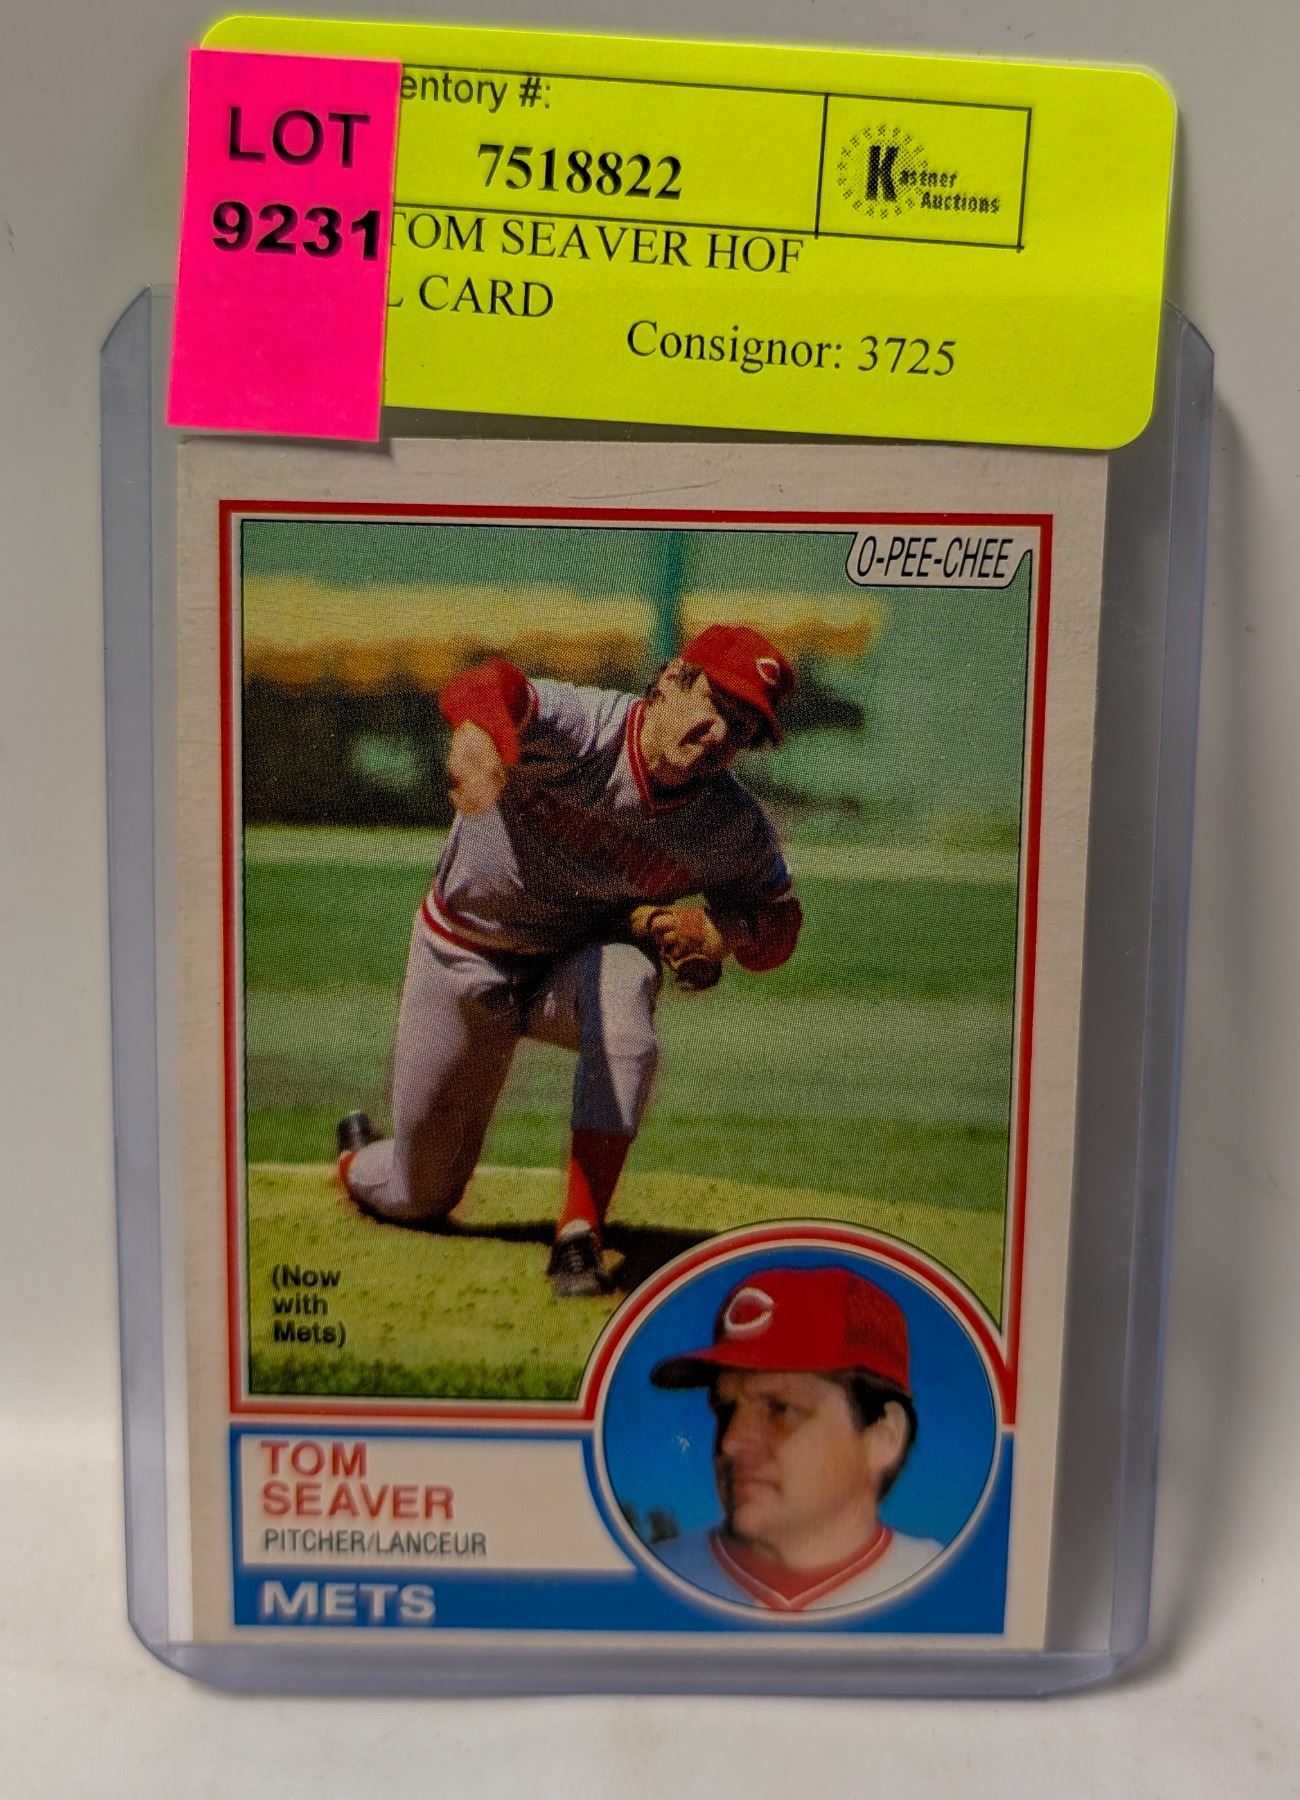 LOT
9231
entory #:
7518822
Kastner
Auctions
TOM SEAVER HOF
L CARD
Consignor: 3725
O-PEE-CHEE
(Now
with
Mets)
TOM
SEAVER
PITCHER/LANCEUR
METS